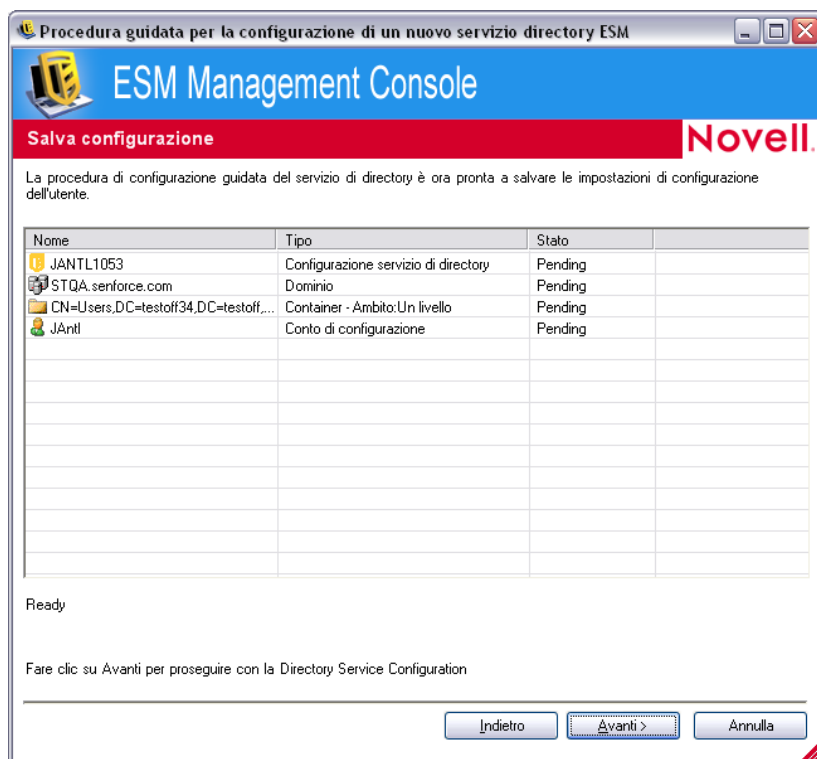 Procedura guidata per la configurazione di un nuovo servizio directory ESM
ESM Management Console
Salva configurazione
Novell.
La procedura di configurazione guidata del servizio di directory è ora pronta a salvare le impostazioni di configurazione
dell'utente.
Nome Tipo Stato
JANTL1053 Configurazione servizio di directory Pending
STQA.senforce.com Dominio Pending
CN=Users,DC=testoff34,DC=testoff,... Container - Ambito:Un livello Pending
JAntl Conto di configurazione Pending
Ready
Fare clic su Avanti per proseguire con la Directory Service Configuration
Indietro Avanti > Annulla